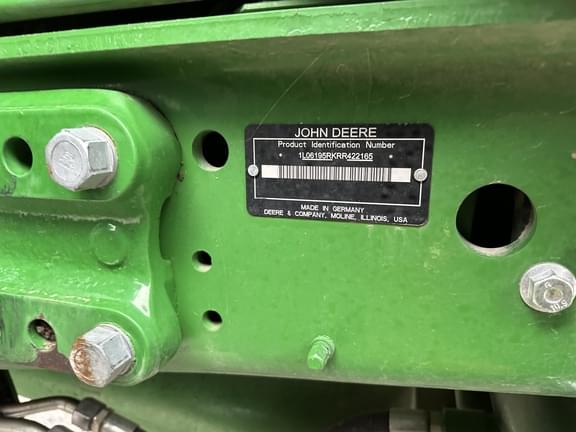 JOHN DEERE
Product Identification Number
1L06195RKRR422165
MADE IN GERMANY
DEERE & COMPANY, MOLINE, ILLINOIS, USA